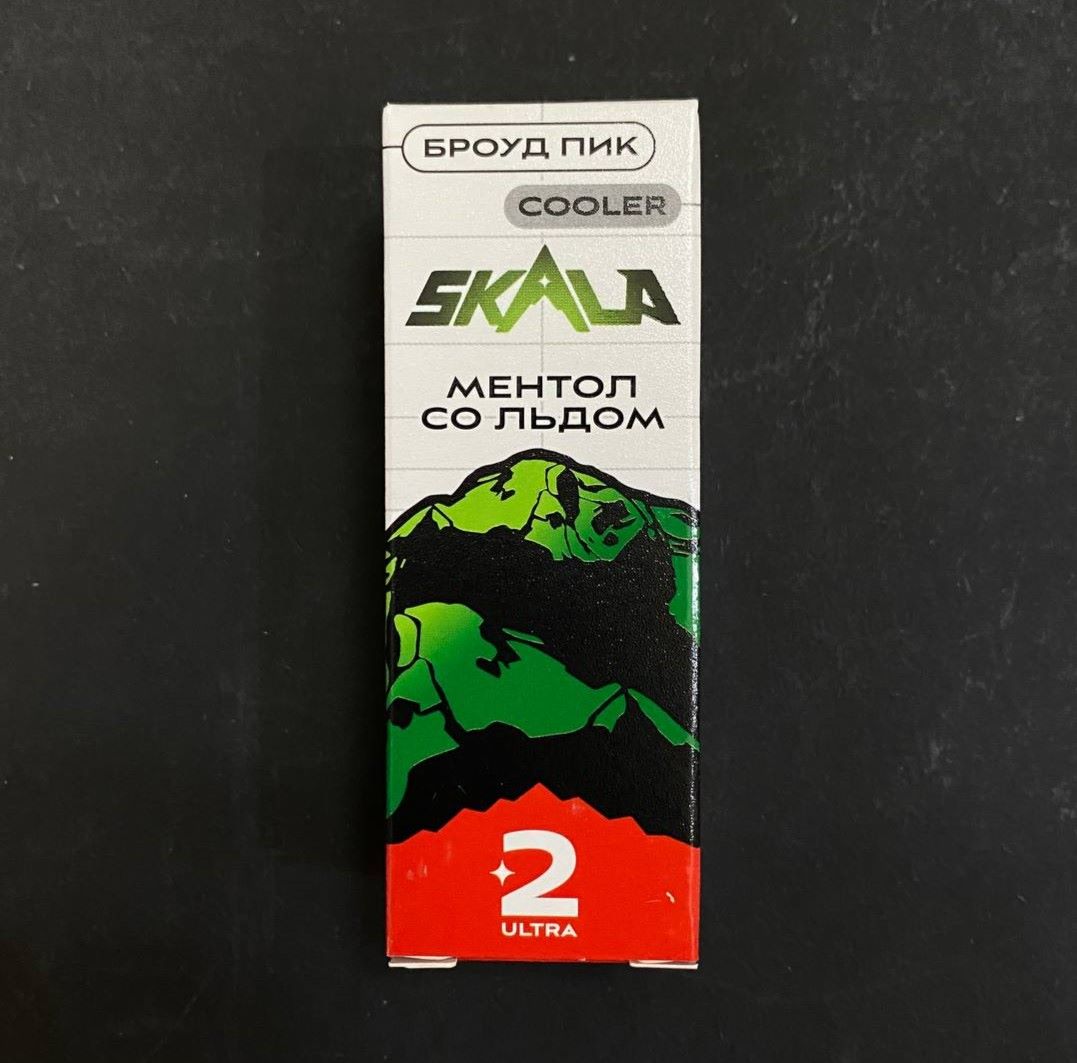 БРОУД ПИК
COOLER
SKALA
МЕНТОЛ
СО ЛЬДОМ
2
ULTRA